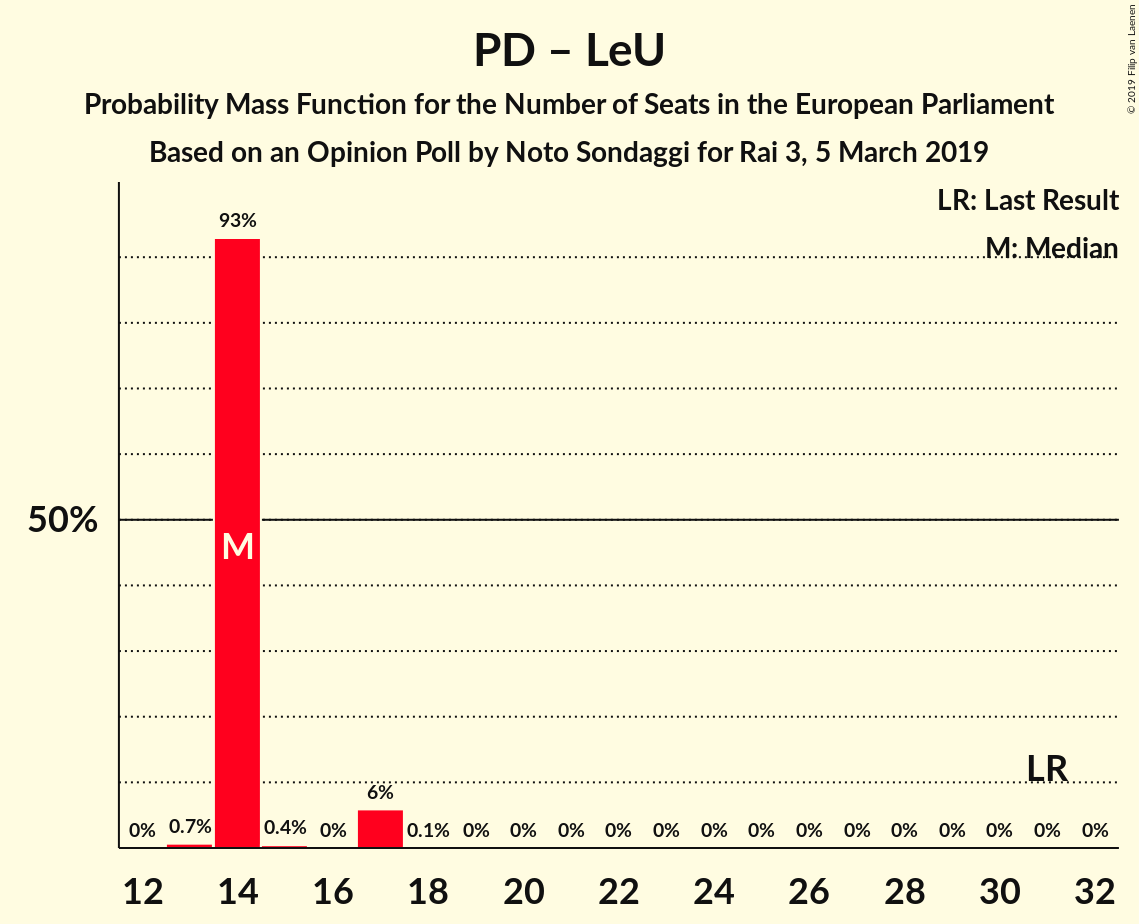 PD – LeU
Probability Mass Function for the Number of Seats in the European Parliament
Based on an Opinion Poll by Noto Sondaggi for Rai 3, 5 March 2019
© 2019 Filip van Laenen
LR: Last Result
M: Median
93%
50%
M
LR
6%
0% 0.7% 0.4% 0% 0.1% 0% 0% 0% 0% 0% 0% 0% 0% 0% 0% 0% 0% 0% 0%
12 14 16 18 20 22 24 26 28 30 32